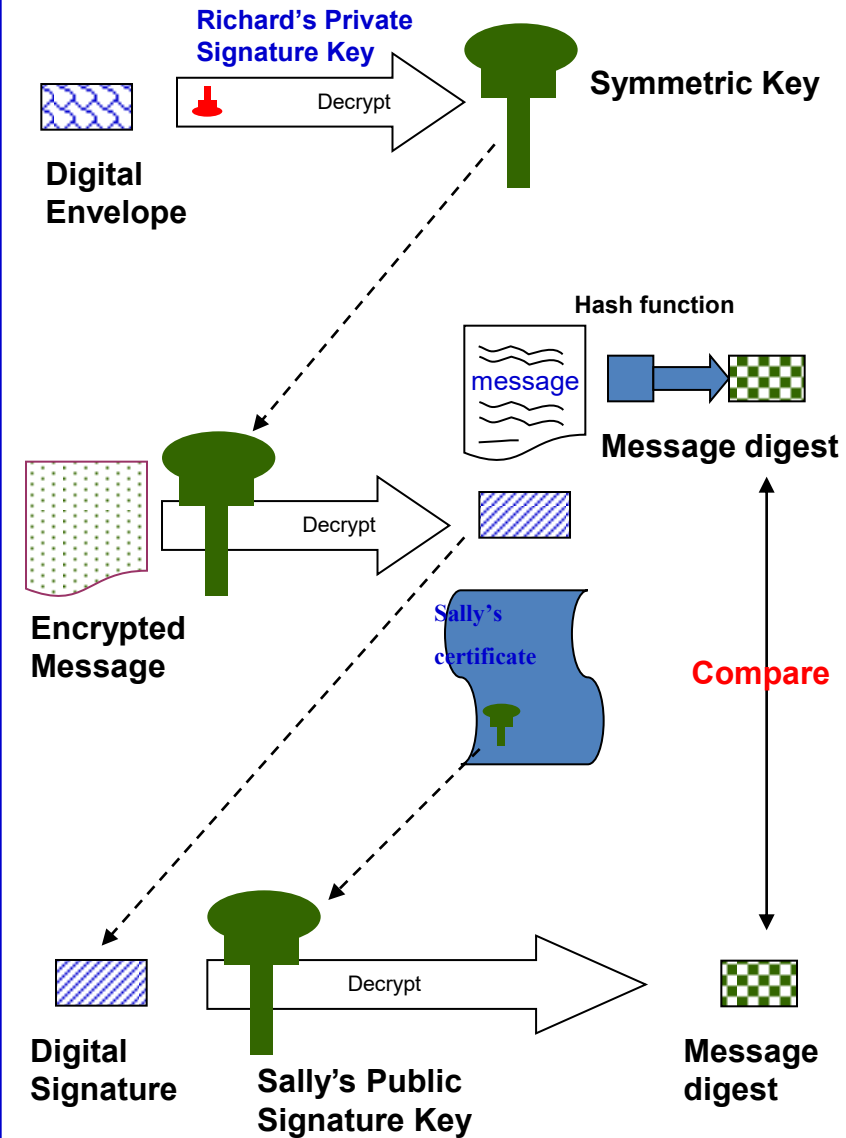 Richard’s Private
Signature Key
Decrypt
Symmetric Key
Digital
Envelope
Hash function
message
Message digest
Decrypt
Encrypted
Message
Sally’s
certificate
Compare
Decrypt
Digital
Signature
Sally’s Public
Signature Key
Message
digest